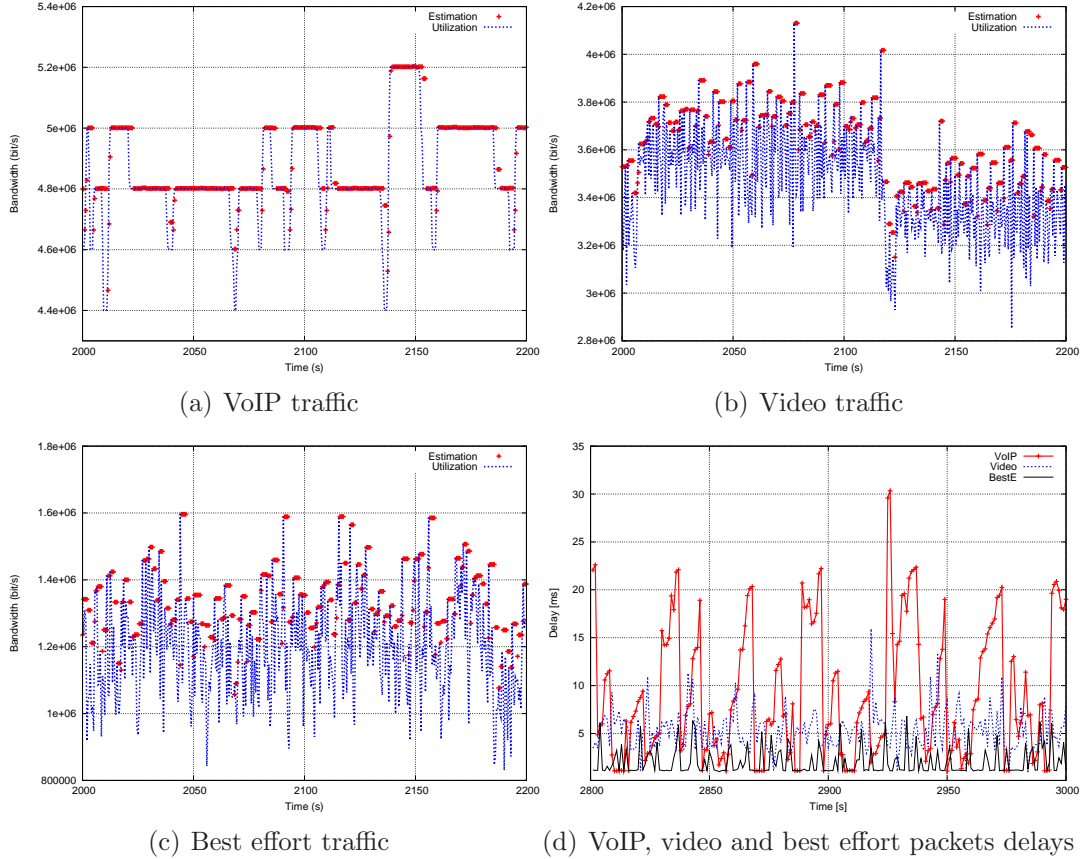 5.4e+06
5.2e+06
5e+06
4.8e+06
4.6e+06
4.4e+06
Bandwidth (bit/s)
Estimation
Utilization
2000 2050 2100 2150 2200
Time (s)
(a) VoIP traffic
4.2e+06
4e+06
3.8e+06
3.6e+06
3.4e+06
3.2e+06
3e+06
2.8e+06
Bandwidth (bit/s)
Estimation
Utilization
2000 2050 2100 2150 2200
Time (s)
(b) Video traffic
1.8e+06
1.6e+06
1.4e+06
1.2e+06
1e+06
800000
Bandwidth (bit/s)
Estimation
Utilization
2000 2050 2100 2150 2200
Time (s)
(c) Best effort traffic
35
30
25
20
15
10
5
Delay [ms]
VoIP
Video
BestE
2800 2850 2900 2950 3000
Time [s]
(d) VoIP, video and best effort packets delays